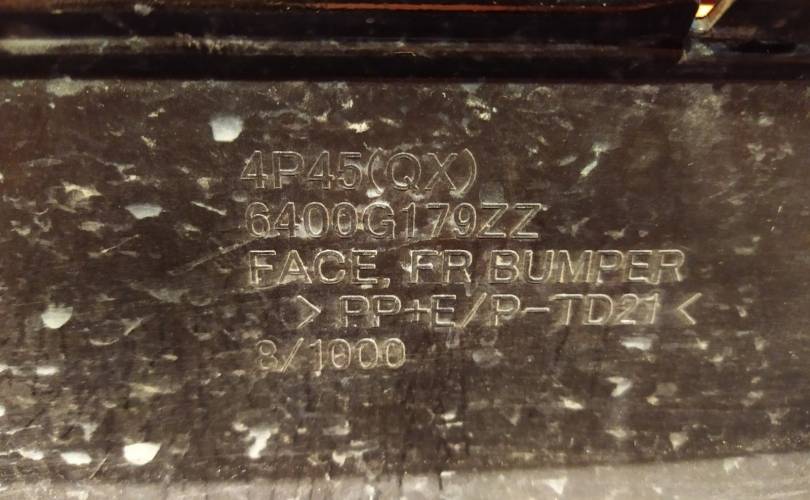 4P45(QX)
6400G179ZZ
FACE, FR BUMPER
>PP+E/P-TD21<
8/1000